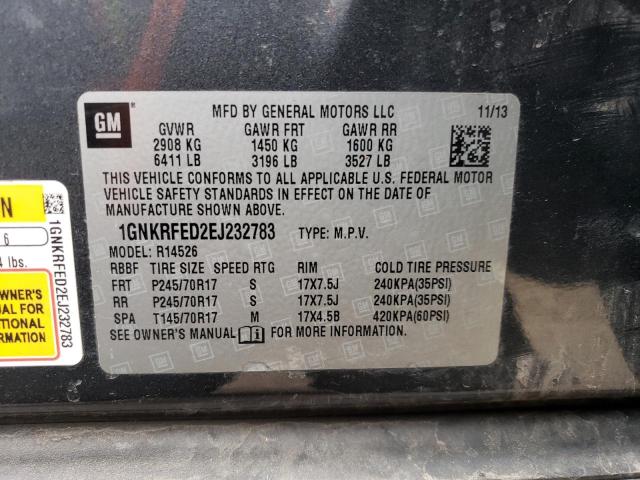 GM
MFD BY GENERAL MOTORS LLC
11/13
GVWR GAWR FRT GAWR RR
2908 KG 1450 KG 1600 KG
6411 LB 3196 LB 3527 LB
THIS VEHICLE CONFORMS TO ALL APPLICABLE U.S. FEDERAL MOTOR
VEHICLE SAFETY STANDARDS IN EFFECT ON THE DATE OF
MANUFACTURE SHOWN ABOVE.
1GNKRFED2EJ232783 TYPE: M.P.V.
MODEL: R14526
RBBF TIRE SIZE SPEED RTG RIM COLD TIRE PRESSURE
FRT P245/70R17 S 17X7.5J 240KPA(35PSI)
RR P245/70R17 S 17X7.5J 240KPA(35PSI)
SPA T145/70R17 M 17X4.5B 420KPA(60PSI)
SEE OWNER'S MANUAL FOR MORE INFORMATION.
6
lbs.
OWNER'S
1GNKRFED2EJ232783